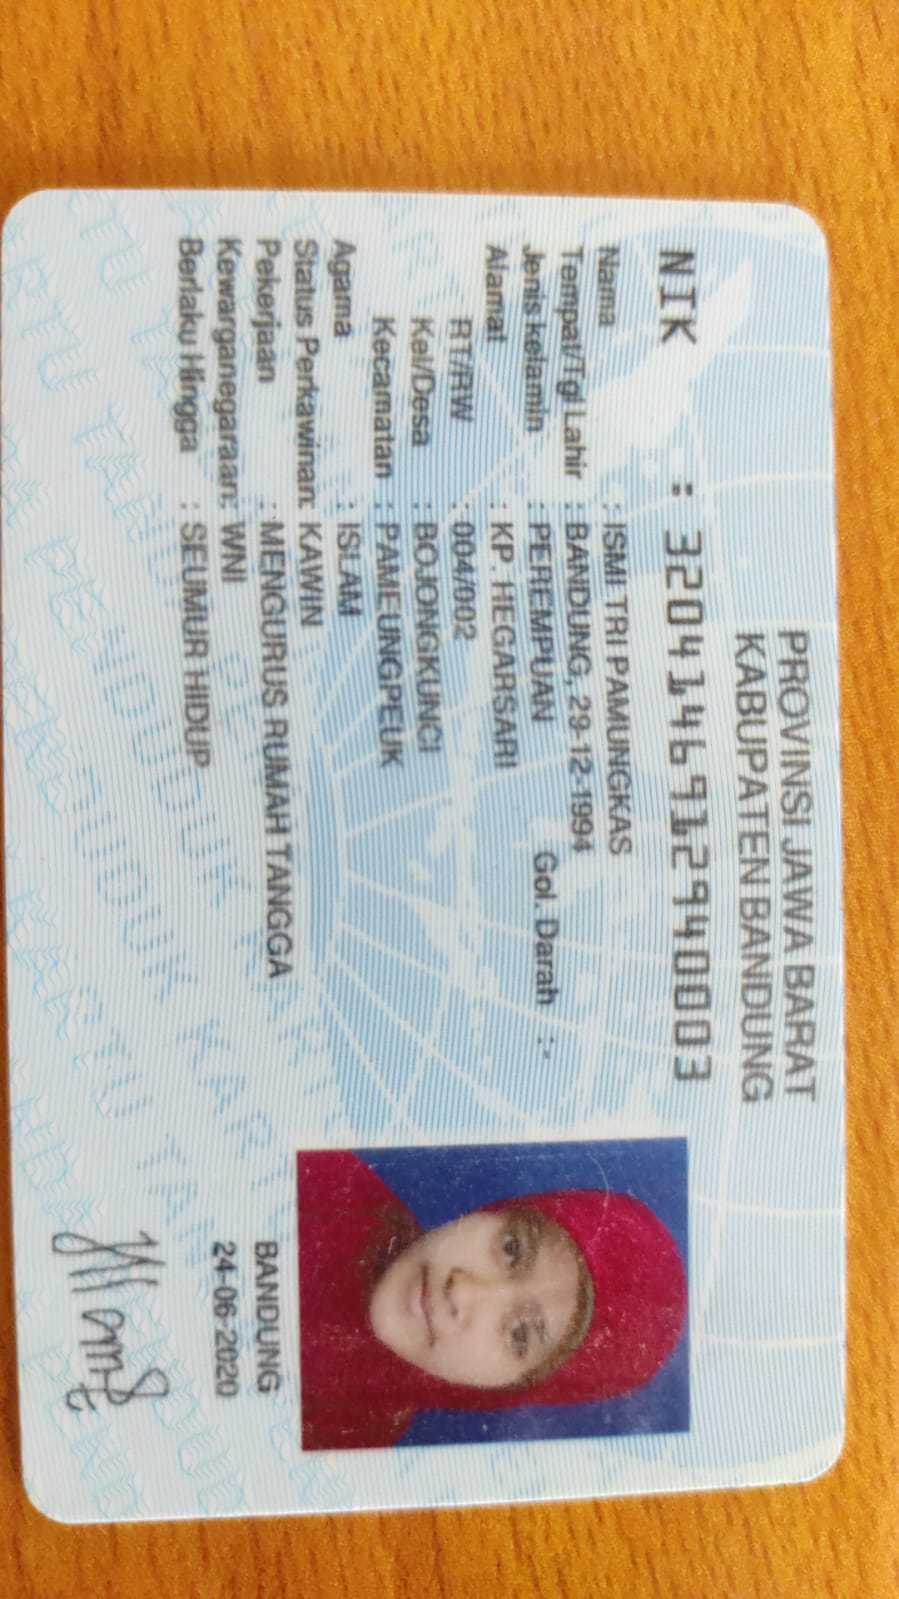 PROVINSI JAWA BARAT
KABUPATEN BANDUNG
NIK : 3204146912940003
Nama : ISMI TRI PAMUNGKAS
Tempat/Tgl Lahir : BANDUNG, 29-12-1994
Jenis kelamin : PEREMPUAN Gol. Darah :-
Alamat : KP. HEGARSARI
RT/RW : 004/002
Kel/Desa : BOJONGKUNCI
Kecamatan : PAMEUNGPEUK
Agama : ISLAM
Status Perkawinan: KAWIN
Pekerjaan : MENGURUS RUMAH TANGGA
Kewarganegaraan: WNI
Berlaku Hingga : SEUMUR HIDUP
BANDUNG
24-06-2020